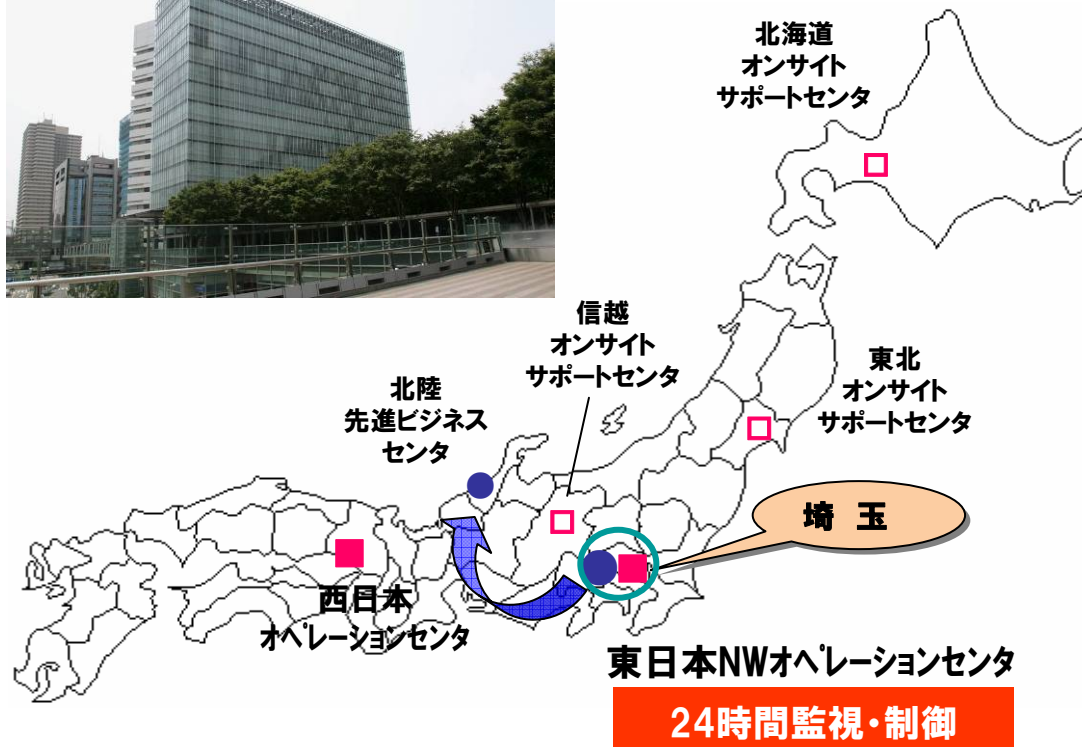 北海道
オンサイト
サポートセンタ
信越
オンサイト
サポートセンタ
東北
オンサイト
サポートセンタ
北陸
先進ビジネス
センタ
埼 玉
西日本
オペレーションセンタ
東日本NWオペレーションセンタ
24時間監視・制御